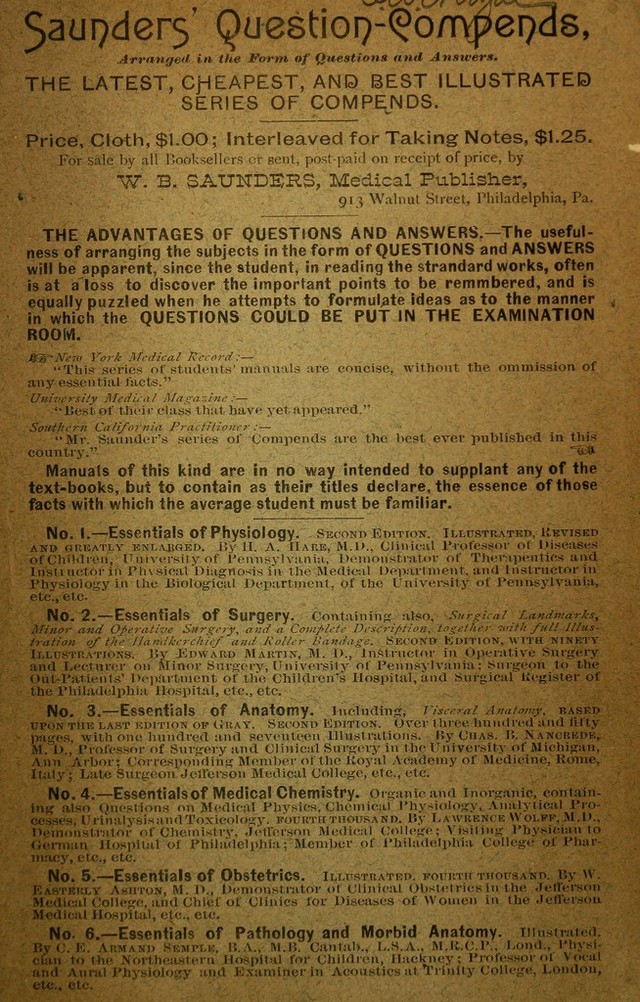 Saunders' Question-Compends,
Arranged in the Form of Questions and Answers.
THE LATEST, CHEAPEST, AND BEST ILLUSTRATED
SERIES OF COMPENDS.
Price, Cloth, $1.00; Interleaved for Taking Notes, $1.25.
For sale by all Booksellers or sent, post-paid on receipt of price, by
W. B. SAUNDERS, Medical Publisher,
913 Walnut Street, Philadelphia, Pa.
THE ADVANTAGES OF QUESTIONS AND ANSWERS.—The useful-
ness of arranging the subjects in the form of QUESTIONS and ANSWERS
will be apparent, since the student, in reading the strandard works, often
is at a loss to discover the important points to be remmbered, and is
equally puzzled when he attempts to formulate ideas as to the manner
in which the QUESTIONS COULD BE PUT IN THE EXAMINATION
ROOM.
New York Medical Record:—
"This series of students' manuals are concise, without the ommission of
any essential facts."
University Medical Magazine:—
"Best of their class that have yet appeared."
Southern California Practitioner:—
"Mr. Saunder's series of Compends are the best ever published in this
country."
Manuals of this kind are in no way intended to supplant any of the
text-books, but to contain as their titles declare, the essence of those
facts with which the average student must be familiar.
No. 1.—Essentials of Physiology. SECOND EDITION. ILLUSTRATED, REVISED
AND GREATLY ENLARGED. By H. A. HARE, M.D., Clinical Professor of Diseases
of Children, University of Pennsylvania, Demonstrator of Therapeutics and
Instructor in Physical Diagnosis in the Medical Department, and Instructor in
Physiology in the Biological Department, of the University of Pennsylvania,
etc., etc.
No. 2.—Essentials of Surgery. Containing also, Surgical Landmarks,
Minor and Operative Surgery, and a Complete Description, together with full Illus-
tration of the Handkerchief and Roller Bandage. SECOND EDITION, WITH NINETY
ILLUSTRATIONS. By EDWARD MARTIN, M. D., Instructor in Operative Surgery
and Lecturer on Minor Surgery, University of Pennsylvania; Surgeon to the
Out-Patients' Department of the Children's Hospital, and Surgical Register of
the Philadelphia Hospital, etc., etc.
No. 3.—Essentials of Anatomy. Including, Visceral Anatomy, BASED
UPON THE LAST EDITION OF GRAY. SECOND EDITION. Over three hundred and fifty
pages, with one hundred and seventeen Illustrations. By CHAS. B. NANCREDE,
M. D., Professor of Surgery and Clinical Surgery in the University of Michigan,
Ann Arbor; Corresponding Member of the Royal Academy of Medicine, Rome,
Italy; Late Surgeon Jefferson Medical College, etc., etc.
No. 4.—Essentials of Medical Chemistry. Organic and Inorganic, contain-
ing also Questions on Medical Physics, Chemical Physiology, Analytical Pro-
cesses, Urinalysis and Toxicology. FOURTH THOUSAND. By LAWRENCE WOLFF, M.D.,
Demonstrator of Chemistry, Jefferson Medical College; Visiting Physician to
German Hospital of Philadelphia; Member of Philadelphia College of Phar-
macy, etc., etc.
No. 5.—Essentials of Obstetrics. ILLUSTRATED. FOURTH THOUSAND. By W.
EASTERLY ASHTON, M. D., Demonstrator of Clinical Obstetrics in the Jefferson
Medical College, and Chief of Clinics for Diseases of Women in the Jefferson
Medical Hospital, etc., etc.
No. 6.—Essentials of Pathology and Morbid Anatomy. Illustrated.
By C. E. ARMAND SEMPLE, B.A., M.B. Cantab., L.S.A., M.R.C.P., Lond., Physi-
cian to the Northeastern Hospital for Children, Hackney; Professor of Vocal
and Aural Physiology and Examiner in Acoustics at Trinity College, London,
etc., etc.